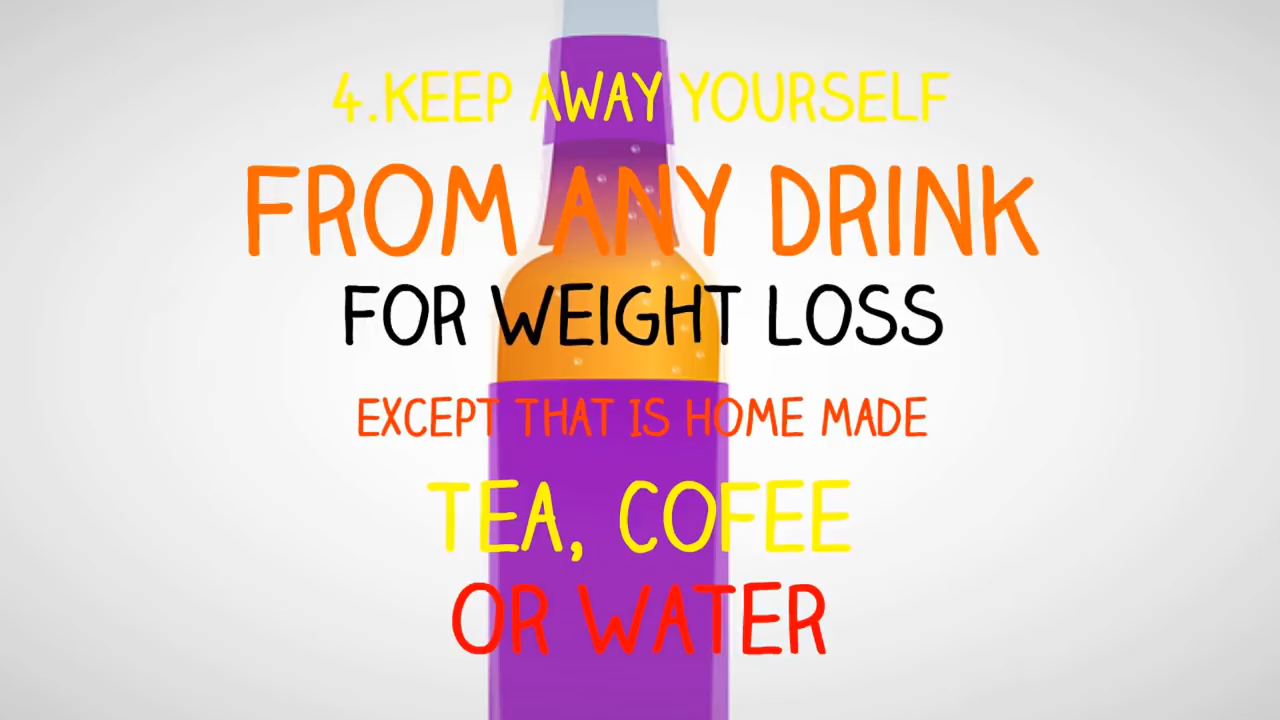 4.KEEP AWAY YOURSELF
FROM ANY DRINK
FOR WEIGHT LOSS
EXCEPT THAT IS HOME MADE
TEA, COFEE
OR WATER